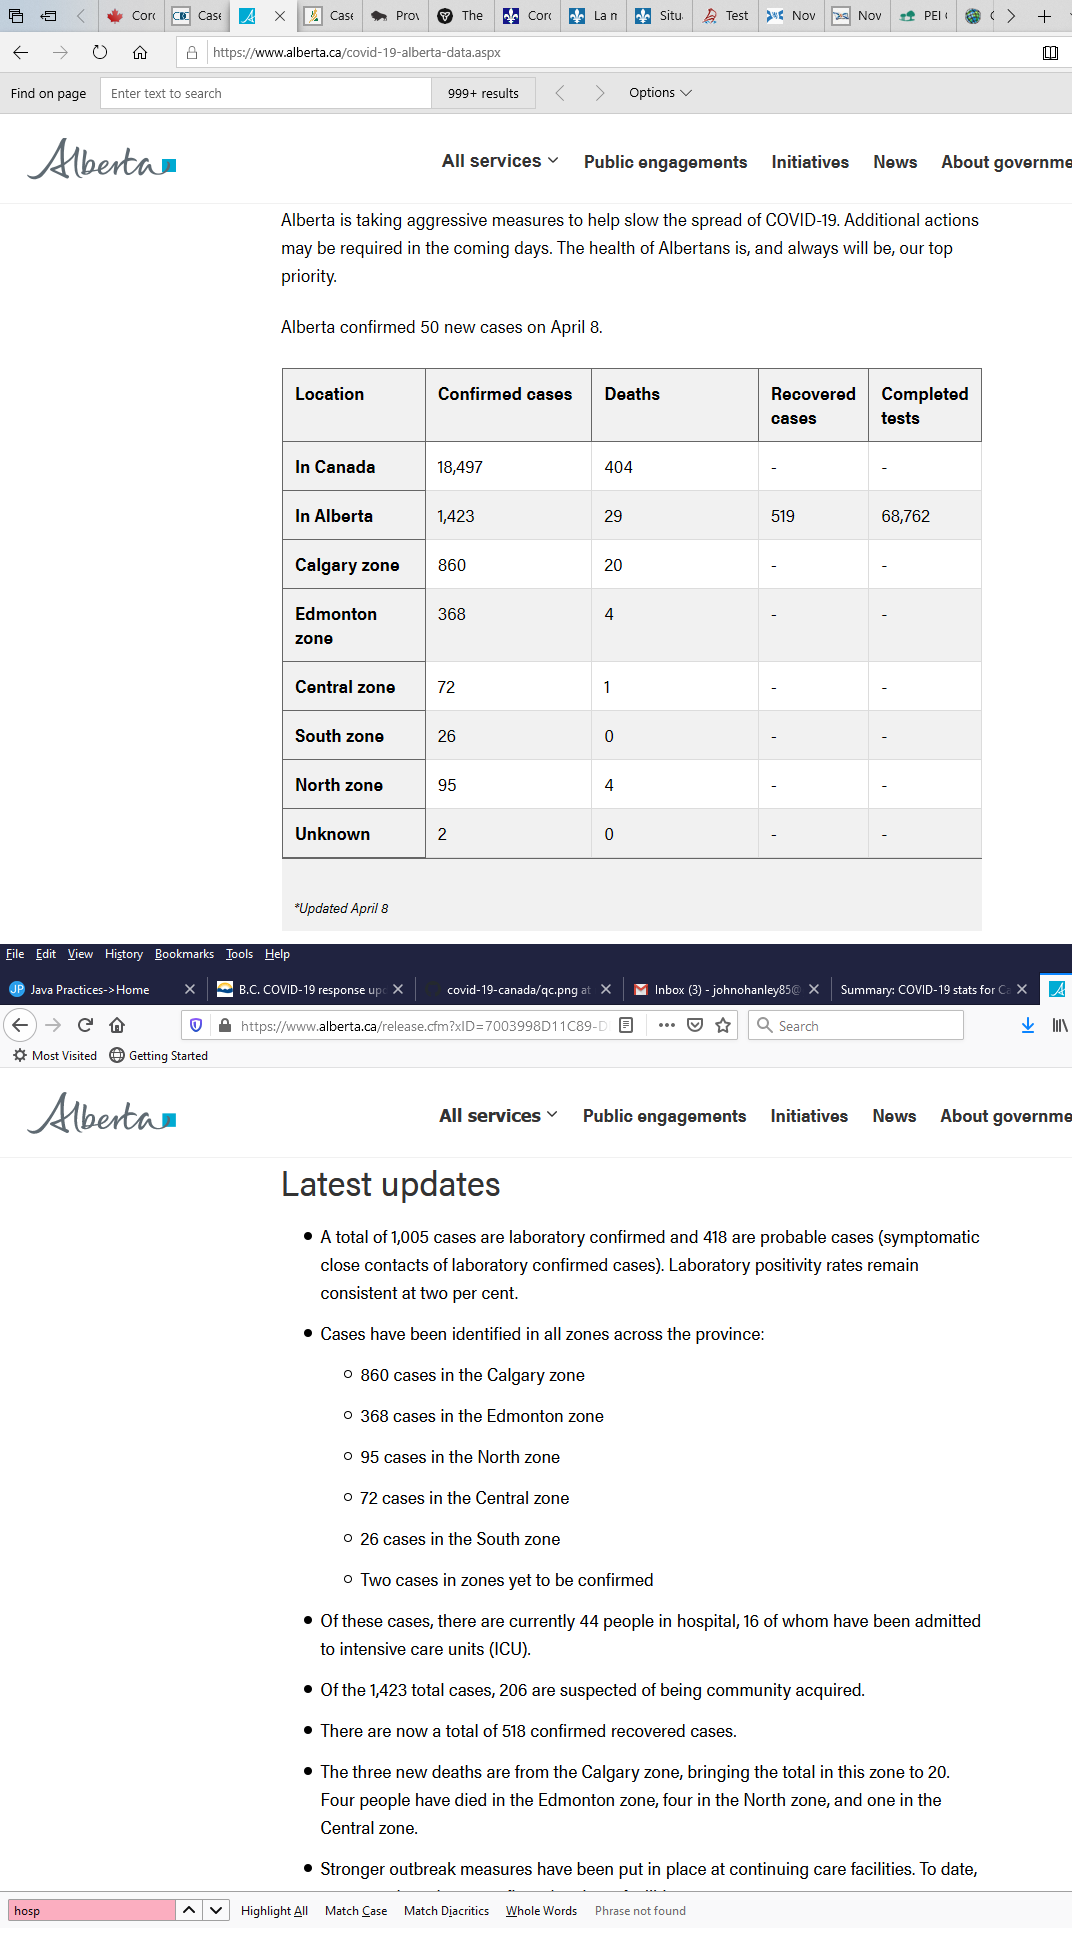 Coro Case Case Prov The Coro La m Situ Test Nov Nov PEI
https://www.alberta.ca/covid-19-alberta-data.aspx
Find on page Enter text to search 999+ results Options
Alberta All services Public engagements Initiatives News About governme
Alberta is taking aggressive measures to help slow the spread of COVID-19. Additional actions
may be required in the coming days. The health of Albertans is, and always will be, our top
priority.
Alberta confirmed 50 new cases on April 8.
Location Confirmed cases Deaths Recovered cases Completed tests
In Canada 18,497 404 - -
In Alberta 1,423 29 519 68,762
Calgary zone 860 20 - -
Edmonton zone 368 4 - -
Central zone 72 1 - -
South zone 26 0 - -
North zone 95 4 - -
Unknown 2 0 - -
*Updated April 8
File Edit View History Bookmarks Tools Help
JP Java Practices->Home B.C. COVID-19 response upd covid-19-canada/qc.png at Inbox (3) - johnohanley85@ Summary: COVID-19 stats for Ca
https://www.alberta.ca/release.cfm?xID=7003998D11C89-D Search
Most Visited Getting Started
Alberta All services Public engagements Initiatives News About governme
Latest updates
• A total of 1,005 cases are laboratory confirmed and 418 are probable cases (symptomatic
close contacts of laboratory confirmed cases). Laboratory positivity rates remain
consistent at two per cent.
• Cases have been identified in all zones across the province:
○ 860 cases in the Calgary zone
○ 368 cases in the Edmonton zone
○ 95 cases in the North zone
○ 72 cases in the Central zone
○ 26 cases in the South zone
○ Two cases in zones yet to be confirmed
• Of these cases, there are currently 44 people in hospital, 16 of whom have been admitted
to intensive care units (ICU).
• Of the 1,423 total cases, 206 are suspected of being community acquired.
• There are now a total of 518 confirmed recovered cases.
• The three new deaths are from the Calgary zone, bringing the total in this zone to 20.
Four people have died in the Edmonton zone, four in the North zone, and one in the
Central zone.
• Stronger outbreak measures have been put in place at continuing care facilities. To date,
hosp Highlight All Match Case Match Diacritics Whole Words Phrase not found